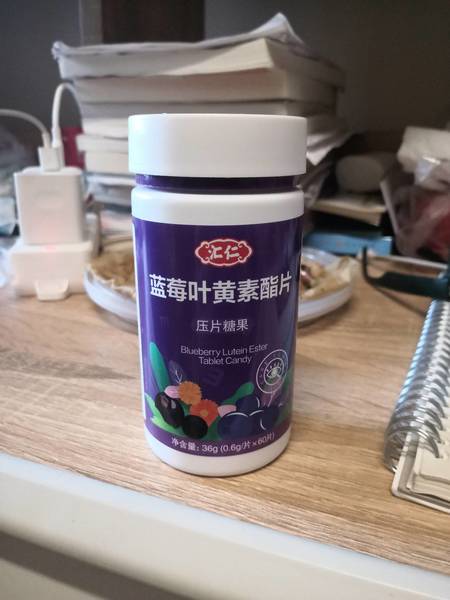 汇仁
蓝莓叶黄素酯片
压片糖果
Blueberry Lutein Ester
Tablet Candy
净含量: 36g (0.6g/片×60片)